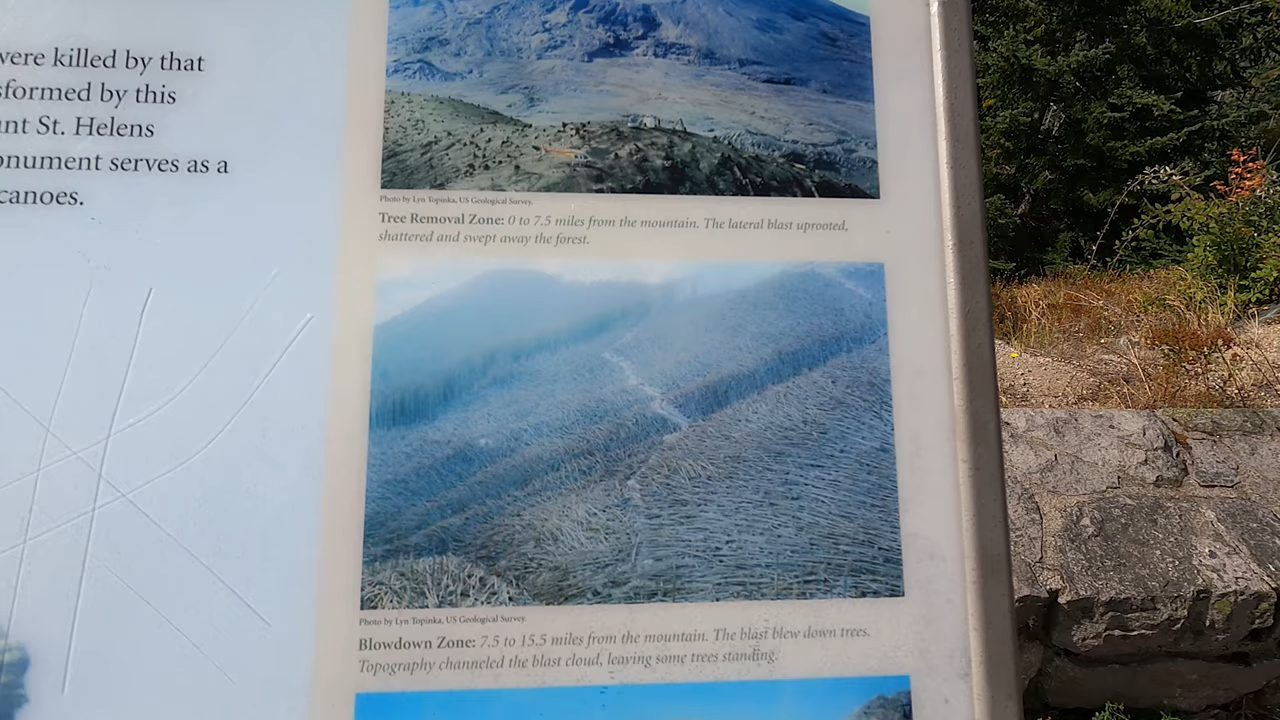 were killed by that
sformed by this
nt St. Helens
onument serves as a
canoes.
Photo by Lyn Topinka, US Geological Survey.
Tree Removal Zone: 0 to 7.5 miles from the mountain. The lateral blast uprooted,
shattered and swept away the forest.
Photo by Lyn Topinka, US Geological Survey.
Blowdown Zone: 7.5 to 15.5 miles from the mountain. The blast blew down trees.
Topography channeled the blast cloud, leaving some trees standing.